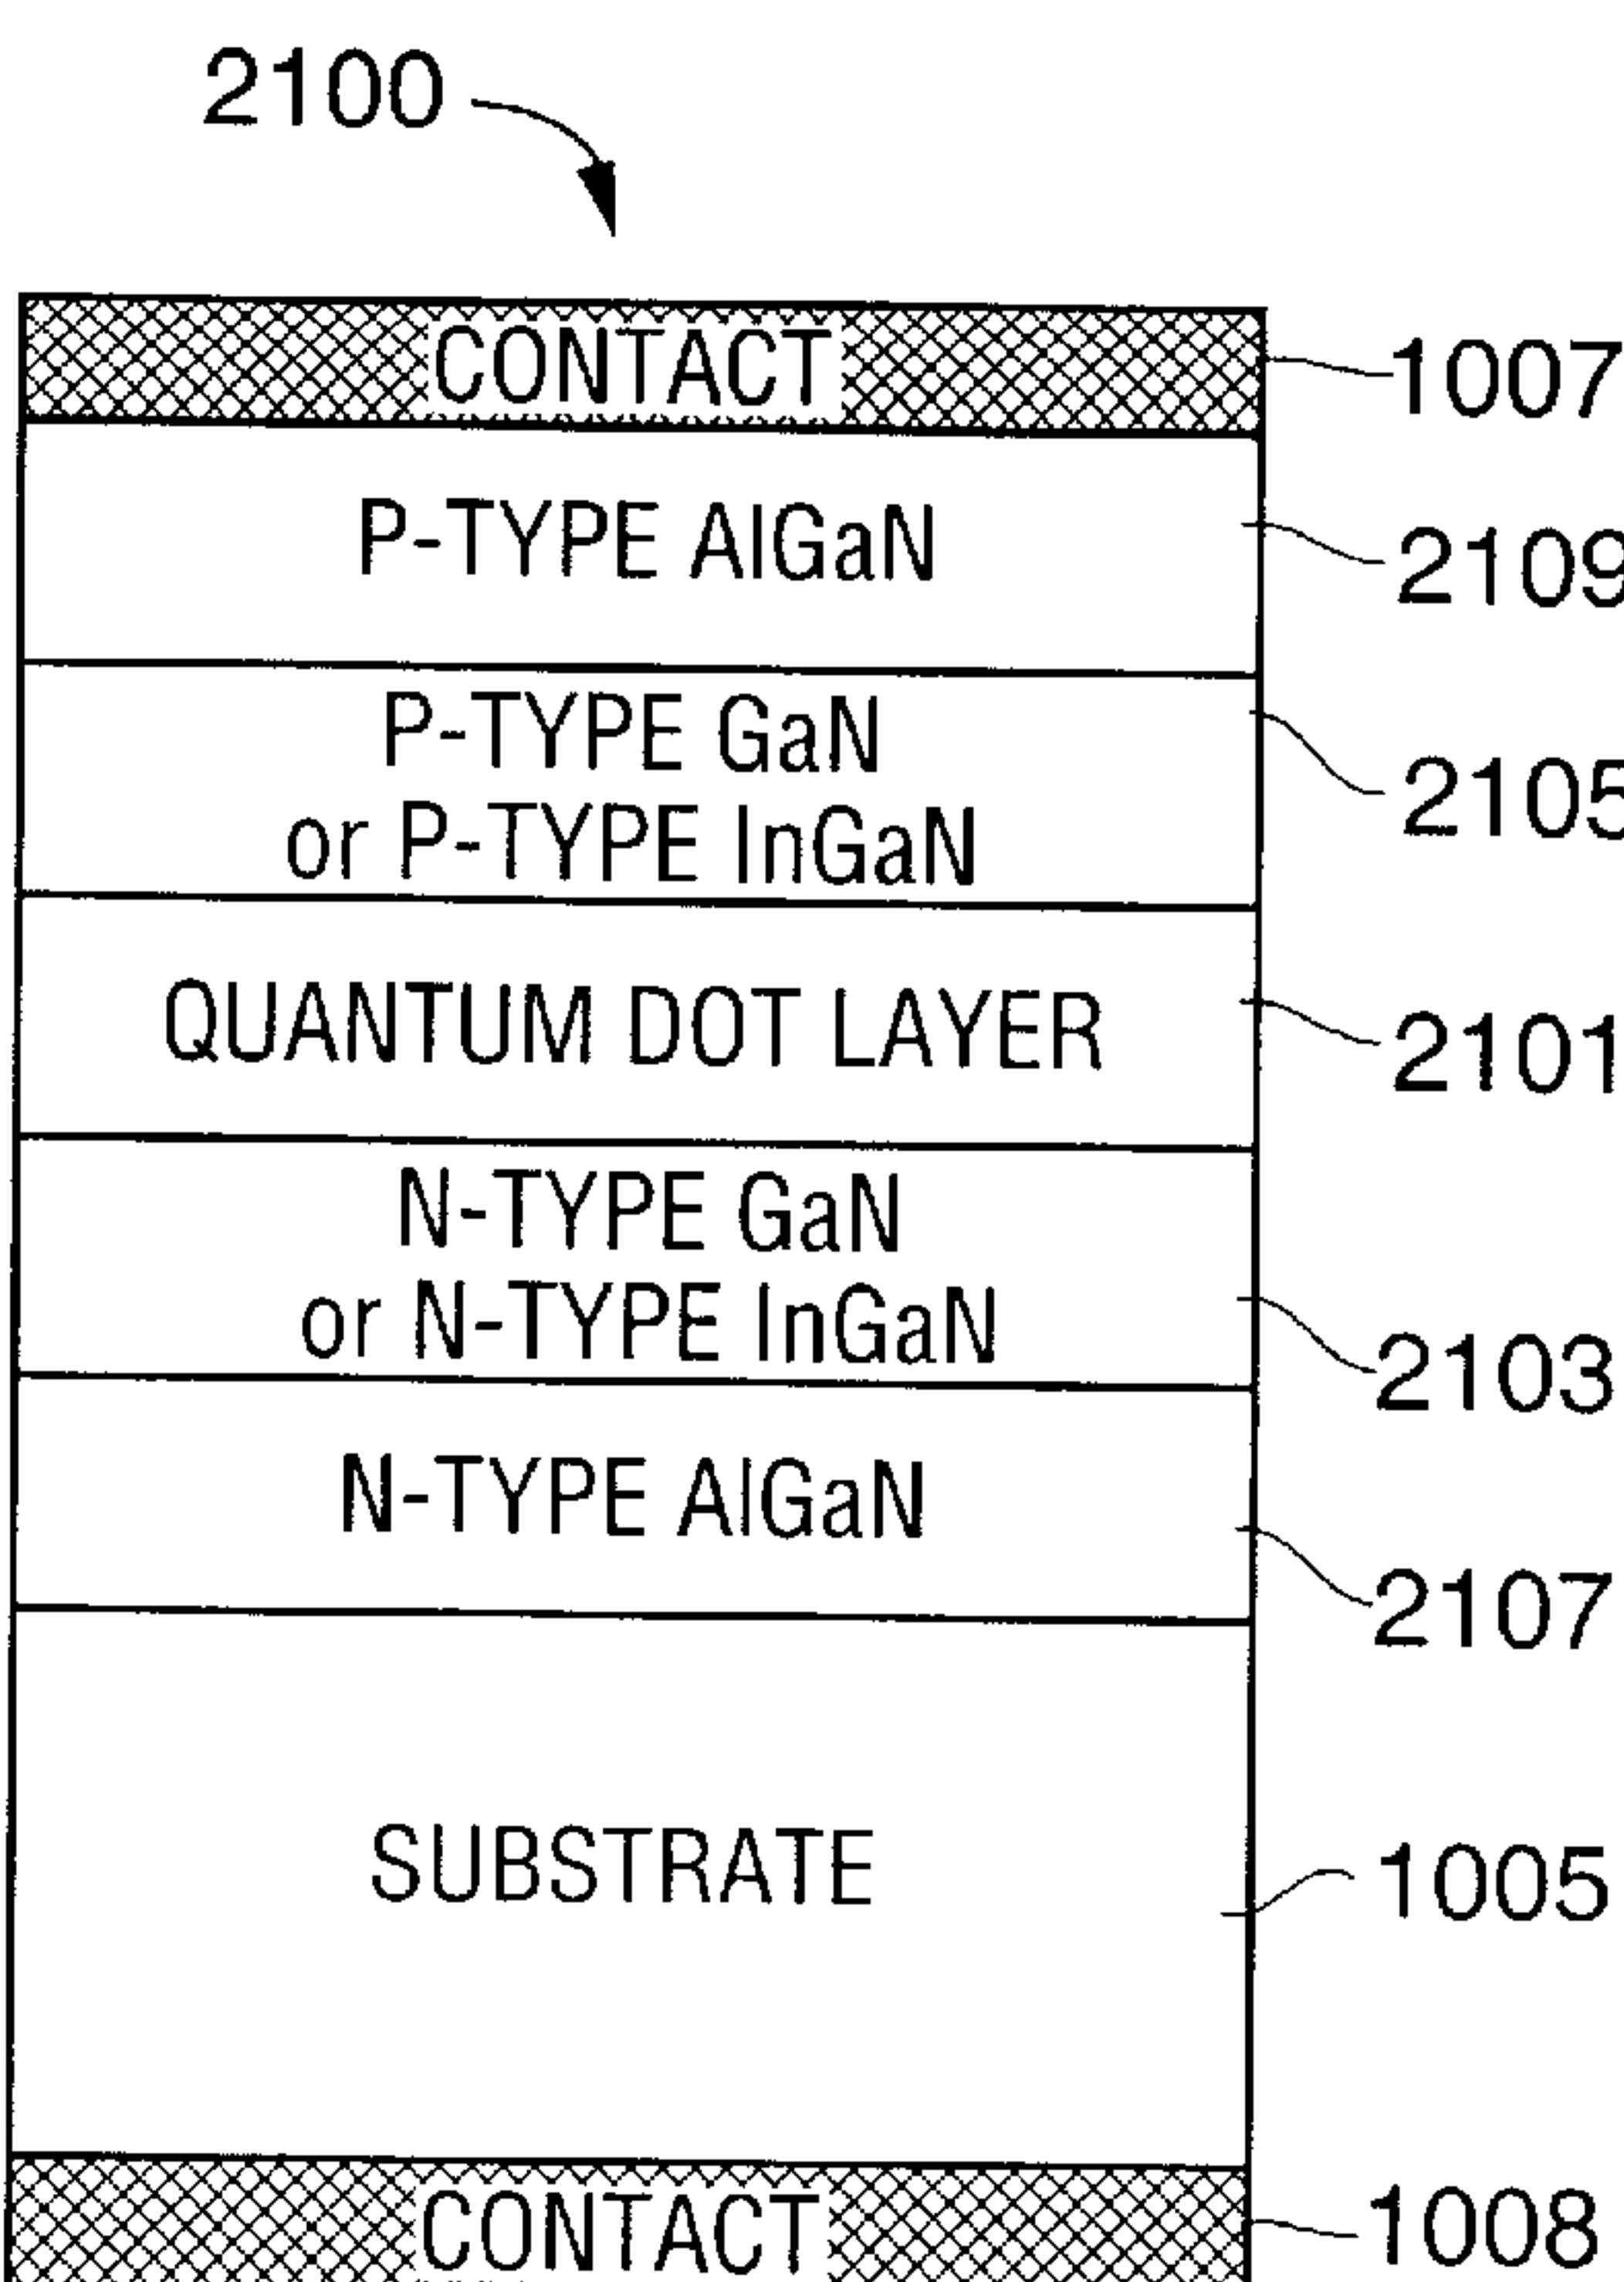 2100
CONTACT
1007
P-TYPE AlGaN
2109
P-TYPE GaN
or P-TYPE InGaN
2105
QUANTUM DOT LAYER
2101
N-TYPE GaN
or N-TYPE InGaN
2103
N-TYPE AlGaN
2107
SUBSTRATE
1005
CONTACT
1008